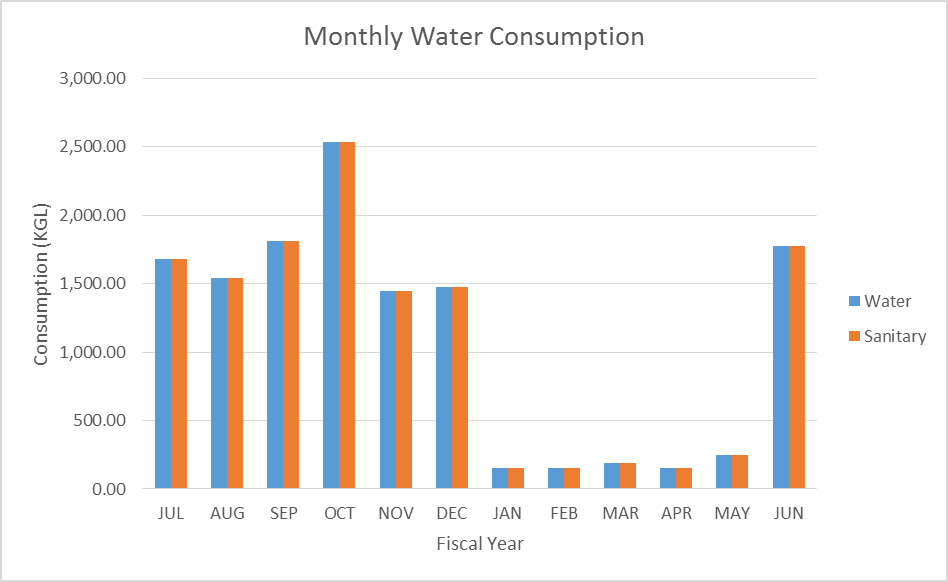 Monthly Water Consumption
3,000.00
2,500.00
2,000.00
1,500.00
1,000.00
500.00
0.00
Consumption (KGL)
JUL AUG SEP OCT NOV DEC JAN FEB MAR APR MAY JUN
Fiscal Year
Water
Sanitary